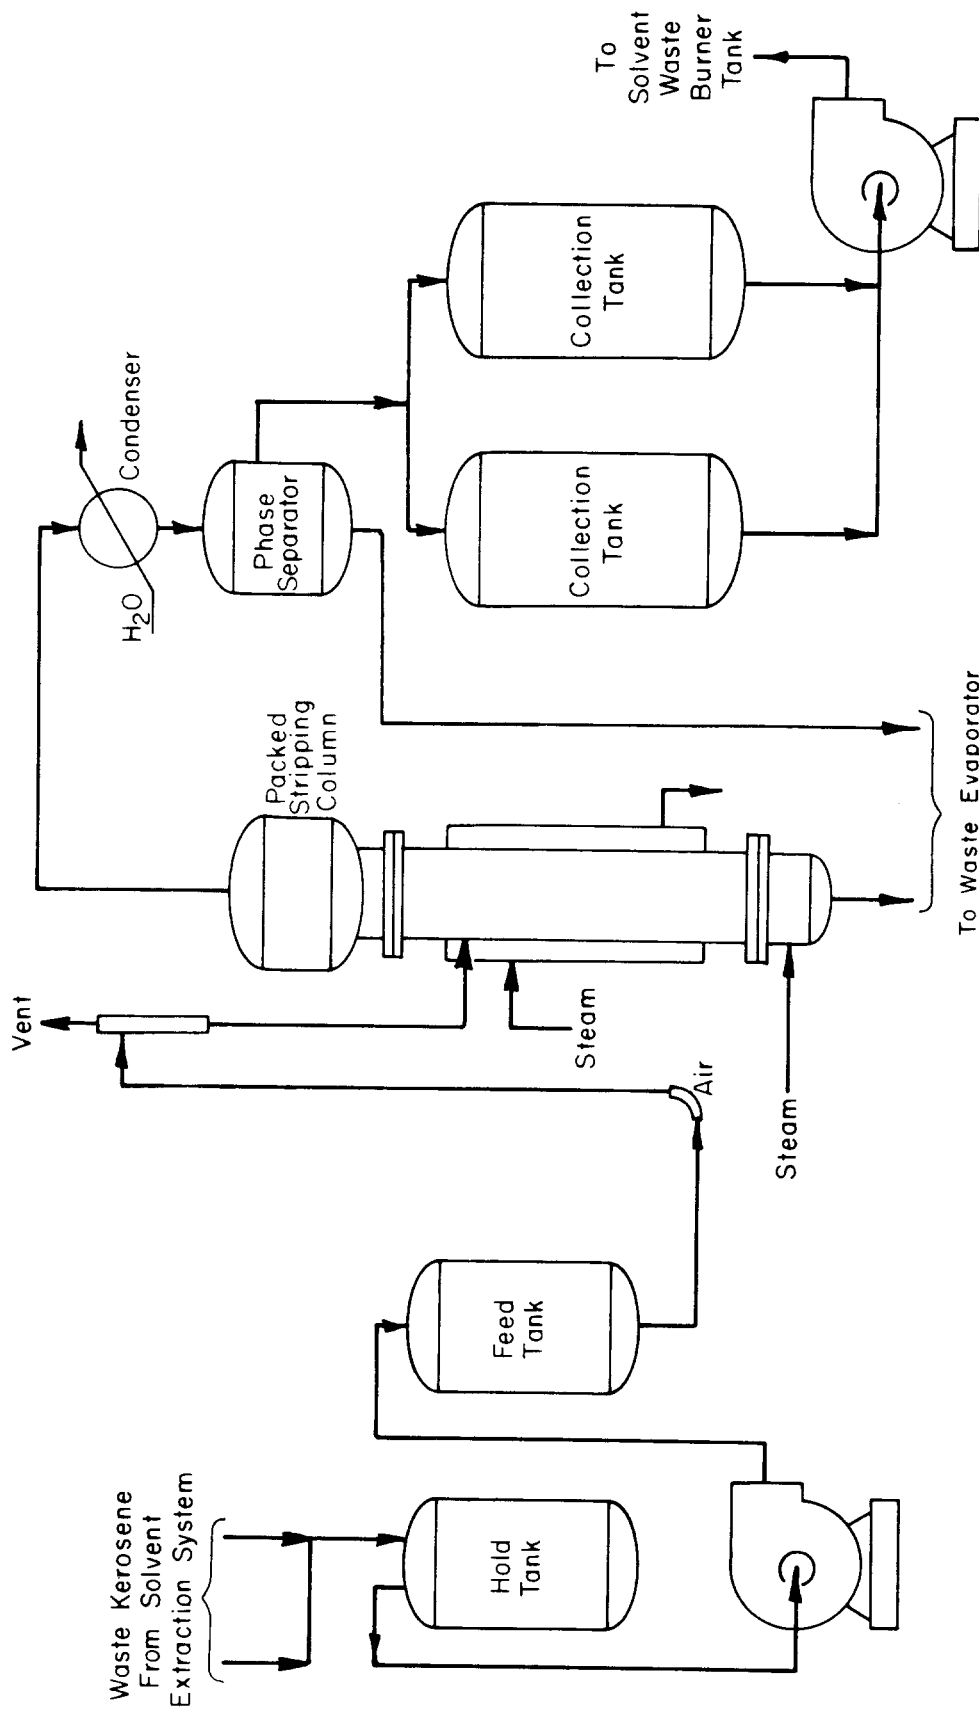 Waste Kerosene
From Solvent
Extraction System
Hold
Tank
Feed
Tank
Air
Vent
Steam
Steam
Packed
Stripping
Column
H2O
Condenser
Phase
Separator
Collection
Tank
Collection
Tank
To Waste Evaporator
To
Solvent
Waste
Burner
Tank